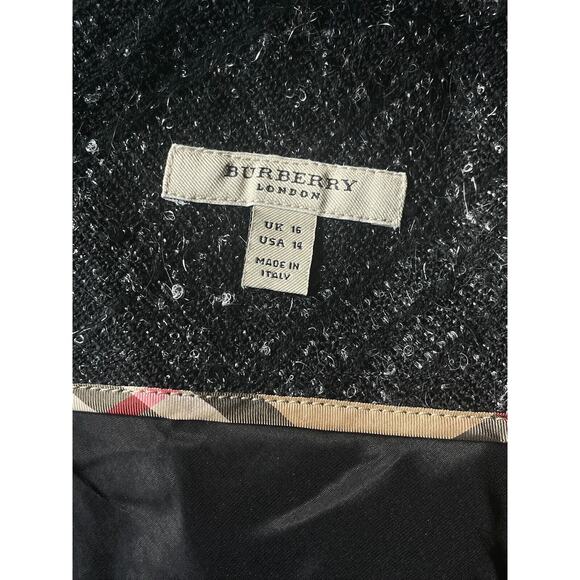 BURBERRY
LONDON
UK 16
USA 14
MADE IN
ITALY